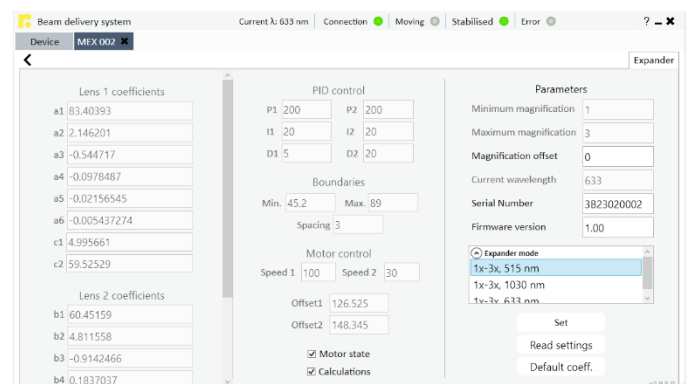 Beam delivery system
Current λ: 633 nm Connection Moving Stabilised Error ? – ✖
Device MEX 002 ✖
Expander
Lens 1 coefficients
a1 83.40393
a2 2.146201
a3 -0.544717
a4 -0.0978487
a5 -0.02156545
a6 -0.005437274
c1 4.995661
c2 59.52529
Lens 2 coefficients
b1 60.45159
b2 4.811558
b3 -0.9142466
b4 0.1837037
PID control
P1 200 P2 200
I1 20 I2 20
D1 5 D2 20
Boundaries
Min. 45.2 Max. 89
Spacing 3
Motor control
Speed 1 100 Speed 2 30
Offset1 126.525
Offset2 148.345
Motor state
Calculations
Parameters
Minimum magnification 1
Maximum magnification 3
Magnification offset 0
Current wavelength 633
Serial Number 3B23020002
Firmware version 1.00
Expander mode
1x-3x, 515 nm
1x-3x, 1030 nm
1x-3x, 633 nm
Set
Read settings
Default coeff.